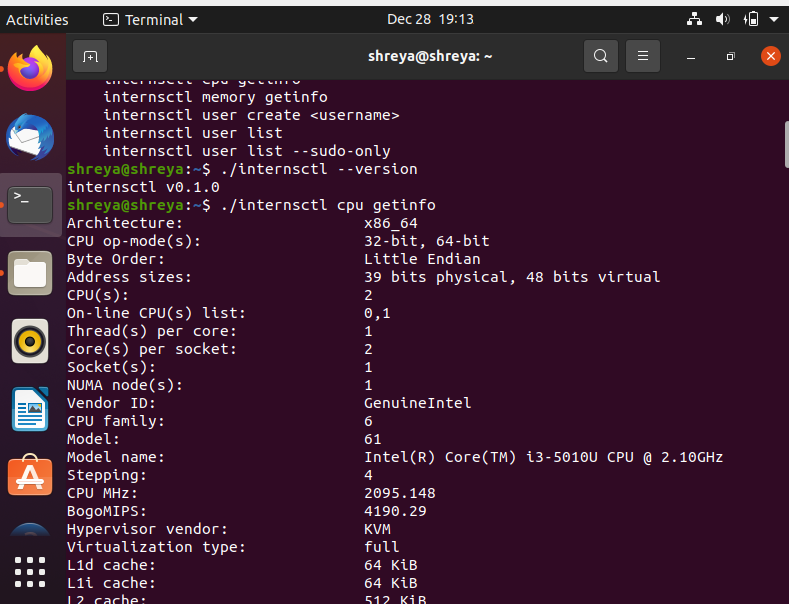 Activities
Terminal
Dec 28 19:13
shreya@shreya: ~
internsctl cpu getinfo
internsctl memory getinfo
internsctl user create <username>
internsctl user list
internsctl user list --sudo-only
shreya@shreya:~$ ./internsctl --version
internsctl v0.1.0
shreya@shreya:~$ ./internsctl cpu getinfo
Architecture: x86_64
CPU op-mode(s): 32-bit, 64-bit
Byte Order: Little Endian
Address sizes: 39 bits physical, 48 bits virtual
CPU(s): 2
On-line CPU(s) list: 0,1
Thread(s) per core: 1
Core(s) per socket: 2
Socket(s): 1
NUMA node(s): 1
Vendor ID: GenuineIntel
CPU family: 6
Model: 61
Model name: Intel(R) Core(TM) i3-5010U CPU @ 2.10GHz
Stepping: 4
CPU MHz: 2095.148
BogoMIPS: 4190.29
Hypervisor vendor: KVM
Virtualization type: full
L1d cache: 64 KiB
L1i cache: 64 KiB
L2 cache: 512 KiB